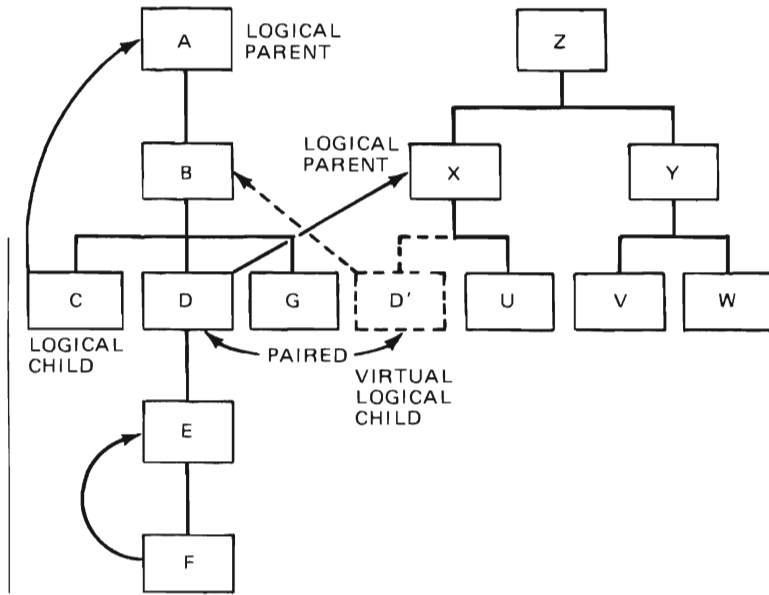 A
LOGICAL
PARENT
Z
LOGICAL
PARENT
B
X
Y
C
D
G
D'
U
V
W
LOGICAL
CHILD
PAIRED
VIRTUAL
LOGICAL
CHILD
E
F